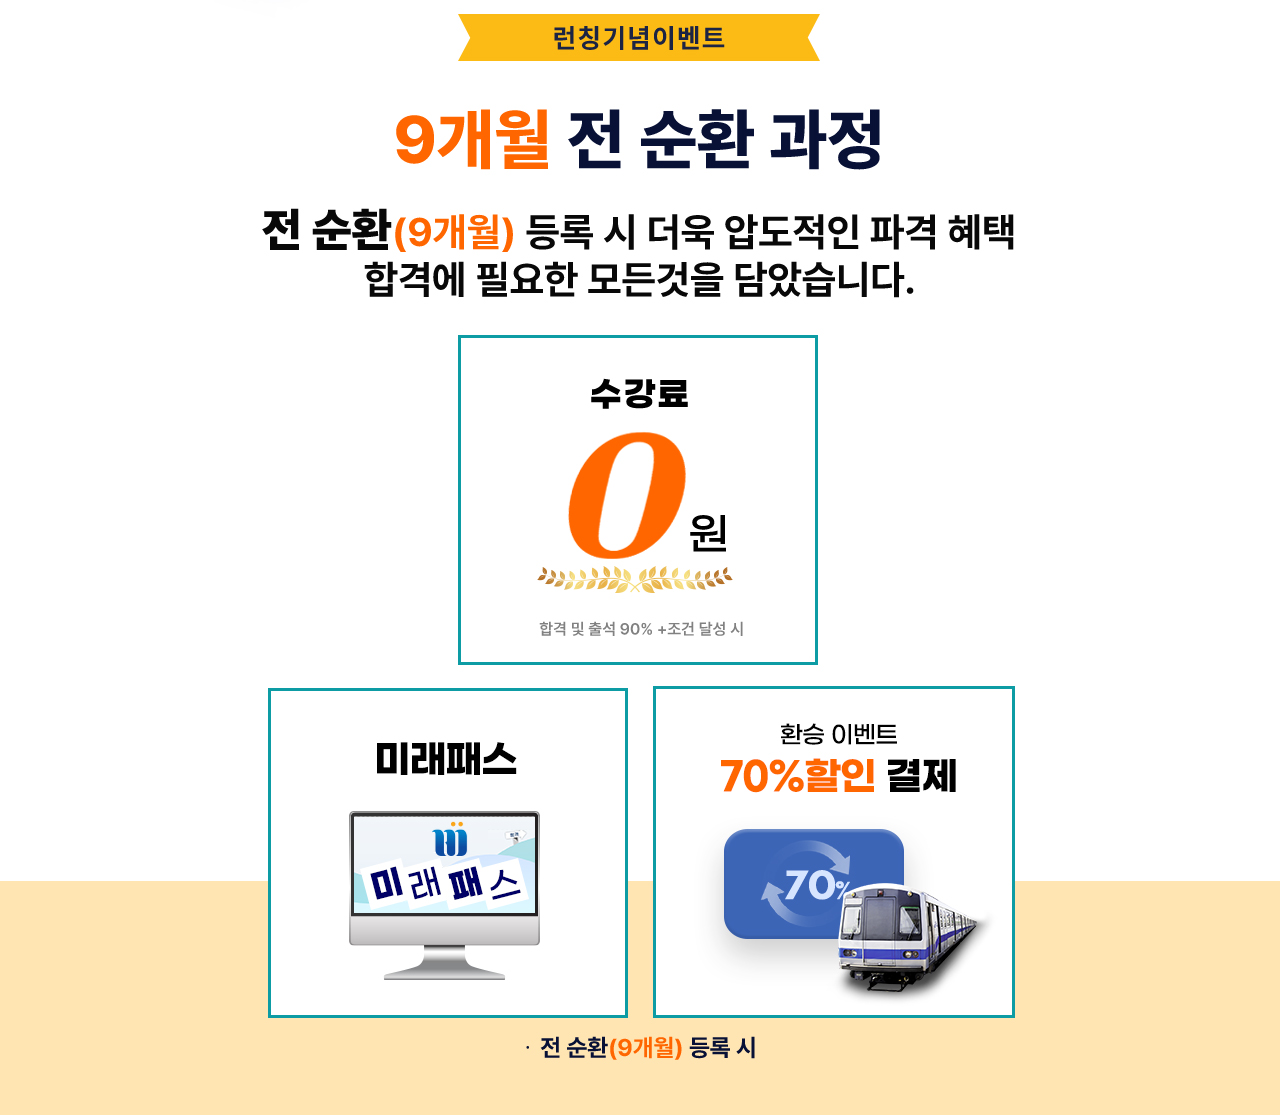 런칭기념이벤트
9개월 전 순환 과정
전 순환(9개월) 등록 시 더욱 압도적인 파격 혜택
합격에 필요한 모든것을 담았습니다.
수강료
0원
합격 및 출석 90% +조건 달성 시
미래패스
미래패스
환승 이벤트
70%할인 결제
70%
· 전 순환(9개월) 등록 시